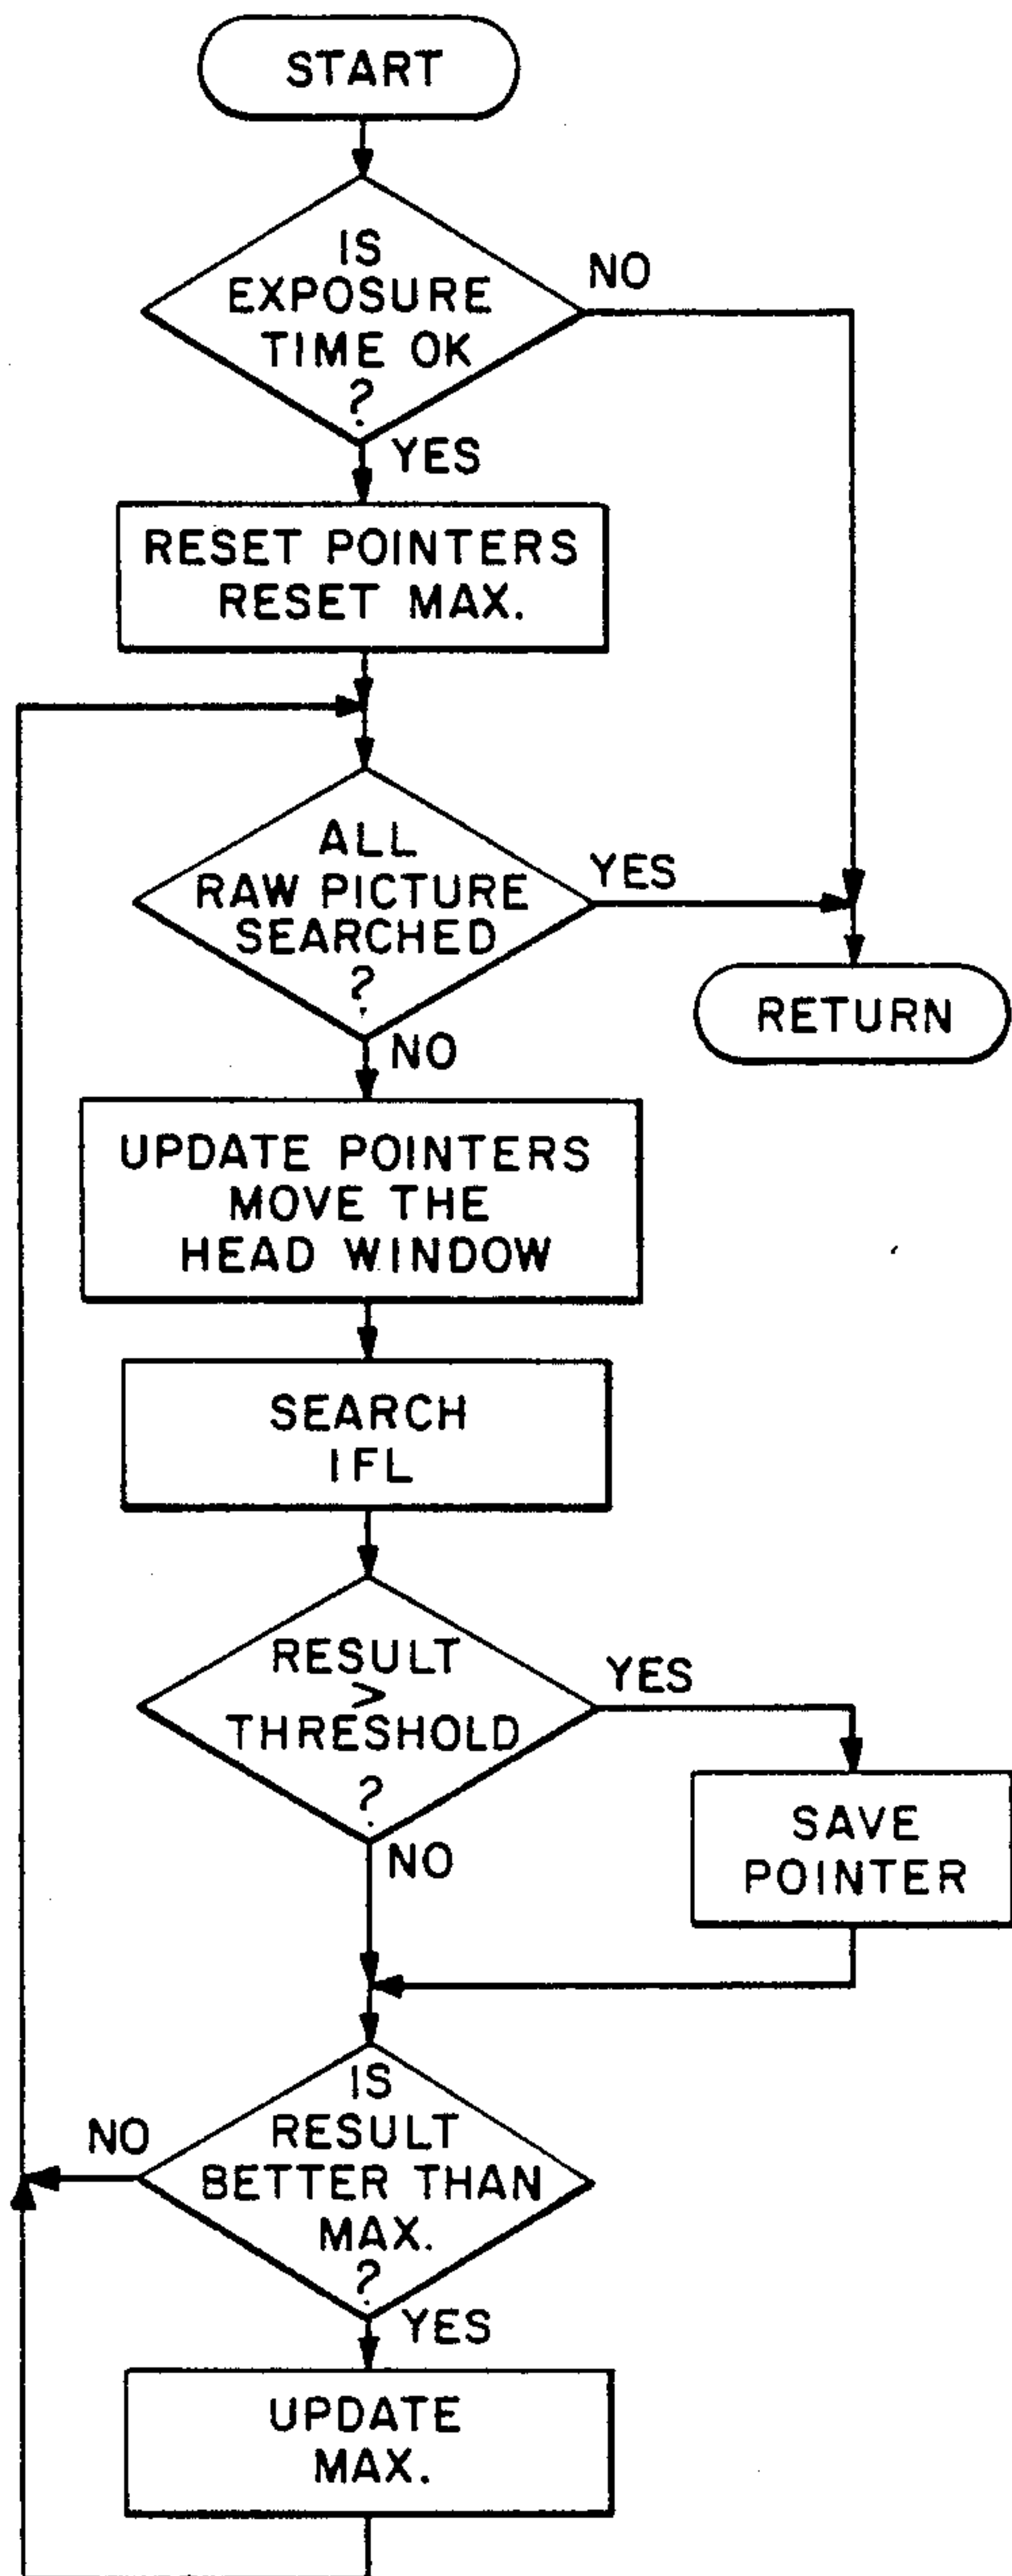 START
IS
EXPOSURE
TIME OK
?
NO
YES
RESET POINTERS
RESET MAX.
ALL
RAW PICTURE
SEARCHED
?
YES
NO
RETURN
UPDATE POINTERS
MOVE THE
HEAD WINDOW
SEARCH
IFL
RESULT
>
THRESHOLD
?
YES
NO
SAVE
POINTER
IS
RESULT
BETTER THAN
MAX.
?
NO
YES
UPDATE
MAX.